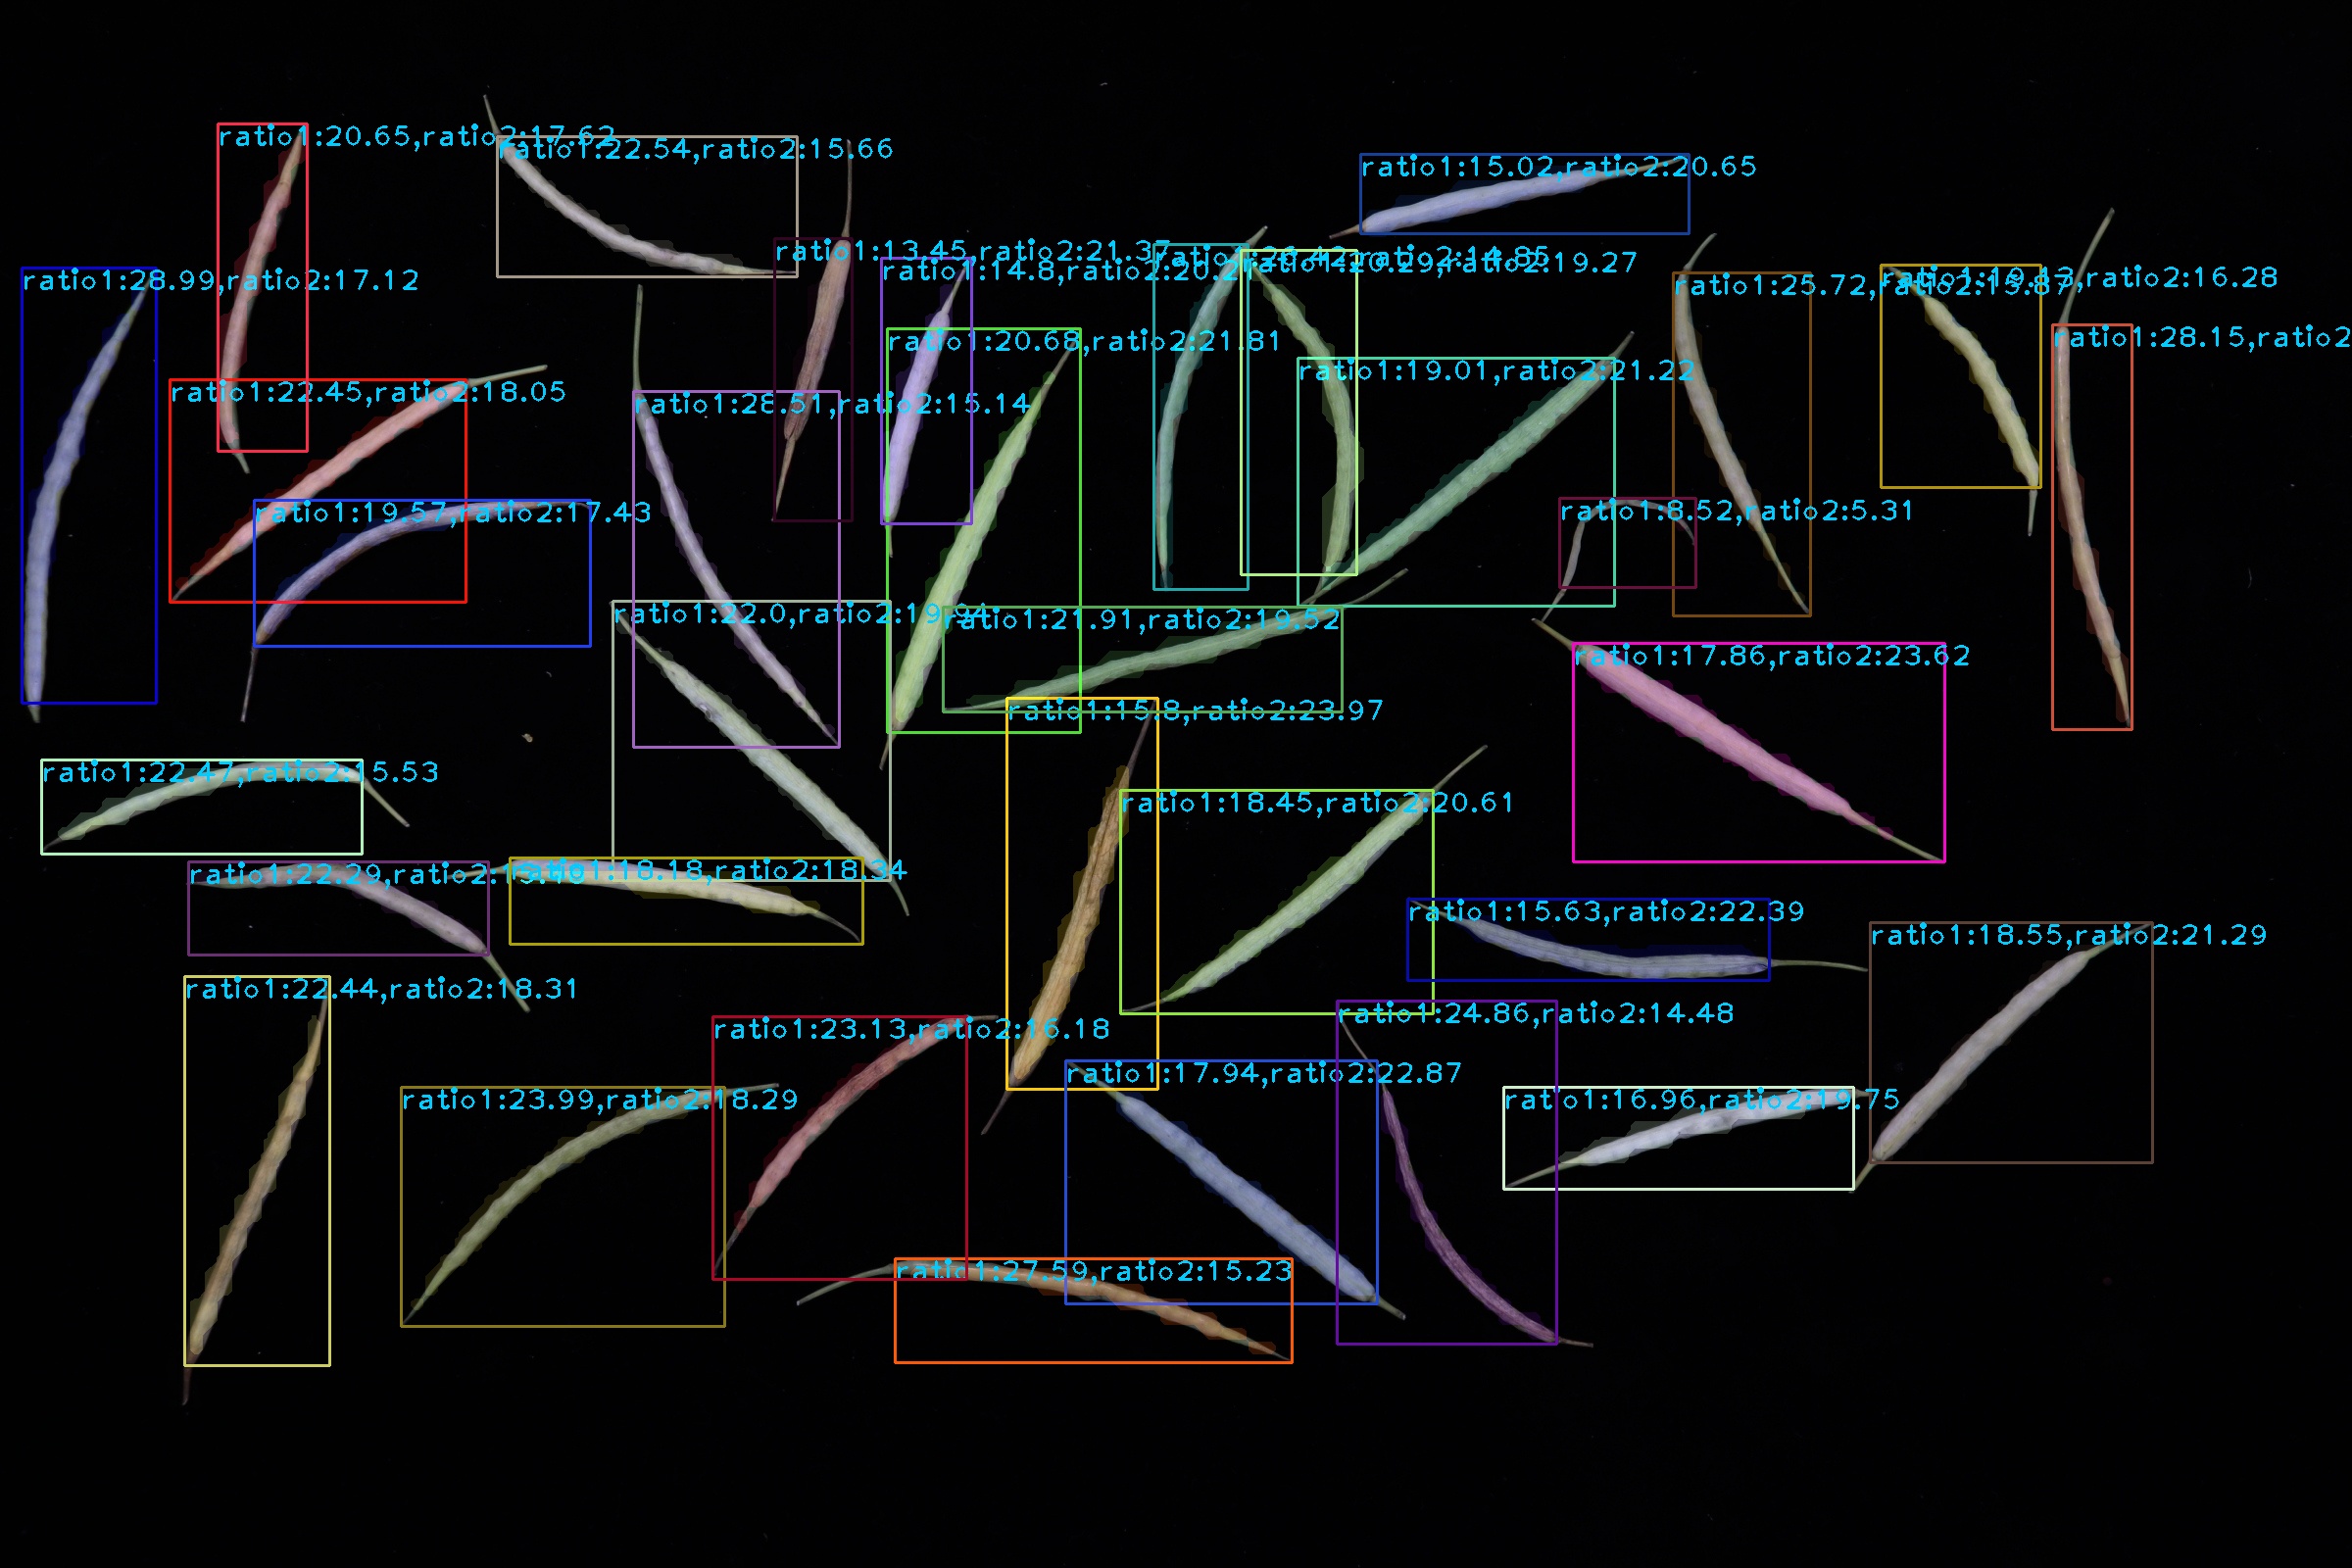 ratio1:20.65,ratio2:17.62
ratio1:22.54,ratio2:15.66
ratio1:15.02,ratio2:20.65
ratio1:13.45,ratio2:21.37
ratio1:20.29,ratio2:19.27
ratio1:14.8,
ratio1:28.99,ratio2:17.12
ratio1:19.13,ratio2:16.28
ratio1:25.72,ratio2:15.87
ratio1:20.68,ratio2:21.81
ratio1:28.15,ratio2
ratio1:19.01,ratio2:21.22
ratio1:22.45,ratio2:18.05
ratio1:28.51,ratio2:15.14
ratio1:19.57,ratio2:17.43
ratio1:8.52,ratio2:5.31
ratio1:22.0,ratio2:19.94
ratio1:21.91,ratio2:19.52
ratio1:17.86,ratio2:23.62
ratio1:15.8,ratio2:23.97
ratio1:22.47,ratio2:15.53
ratio1:18.45,ratio2:20.61
ratio1:22.29,
ratio1:18.18,ratio2:18.34
ratio1:15.63,ratio2:22.39
ratio1:18.55,ratio2:21.29
ratio1:22.44,ratio2:18.31
ratio1:24.86,ratio2:14.48
ratio1:23.13,ratio2:16.18
ratio1:17.94,ratio2:22.87
ratio1:23.99,ratio2:18.29
ratio1:16.96,ratio2:19.75
ratio1:27.59,ratio2:15.23